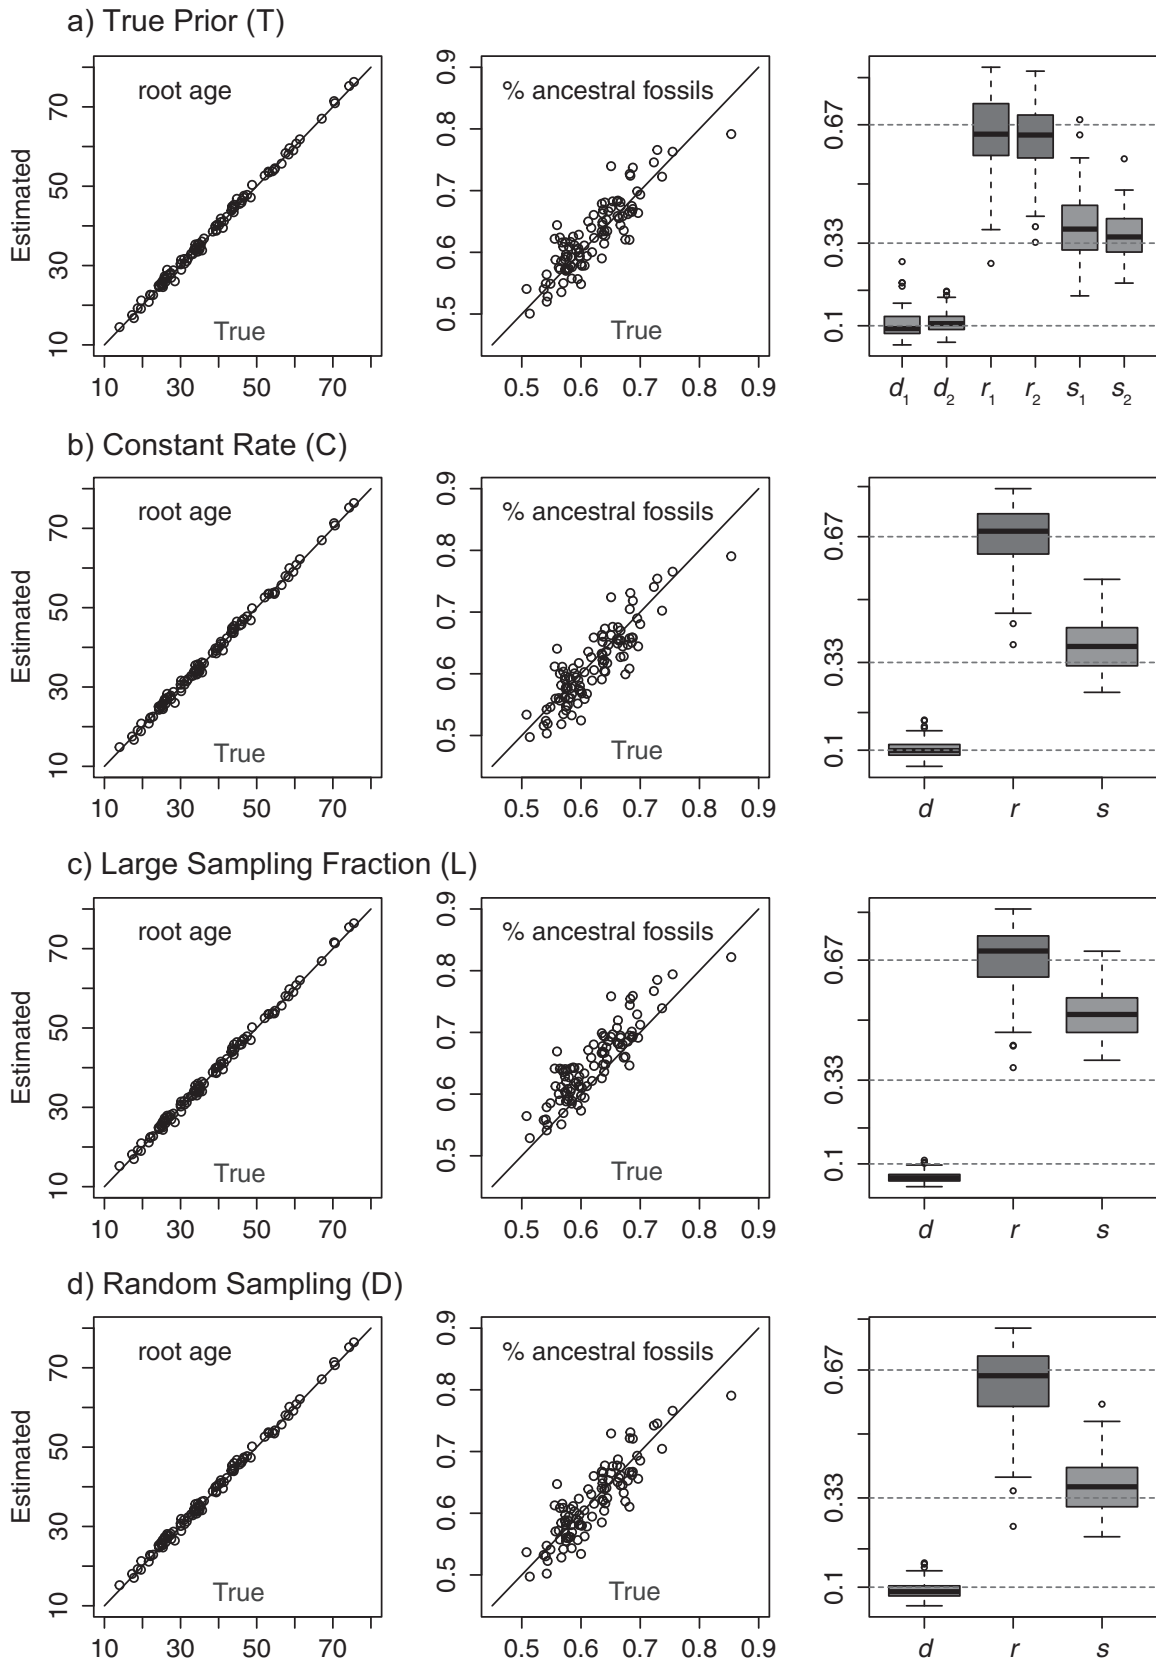 a) True Prior (T)
Estimated
10 30 50 70
root age
True
10 30 50 70
0.5 0.6 0.7 0.8 0.9
% ancestral fossils
0.5 0.6 0.7 0.8 0.9
0.1 0.33 0.67
d1 d2 r1 r2 s1 s2
b) Constant Rate (C)
Estimated
10 30 50 70
root age
True
10 30 50 70
0.5 0.6 0.7 0.8 0.9
% ancestral fossils
True
0.5 0.6 0.7 0.8 0.9
0.1 0.33 0.67
d r s
c) Large Sampling Fraction (L)
Estimated
10 30 50 70
root age
True
10 30 50 70
0.5 0.6 0.7 0.8 0.9
% ancestral fossils
True
0.5 0.6 0.7 0.8 0.9
0.1 0.33 0.67
d r s
d) Random Sampling (D)
Estimated
10 30 50 70
root age
True
10 30 50 70
0.5 0.6 0.7 0.8 0.9
% ancestral fossils
True
0.5 0.6 0.7 0.8 0.9
0.1 0.33 0.67
d r s